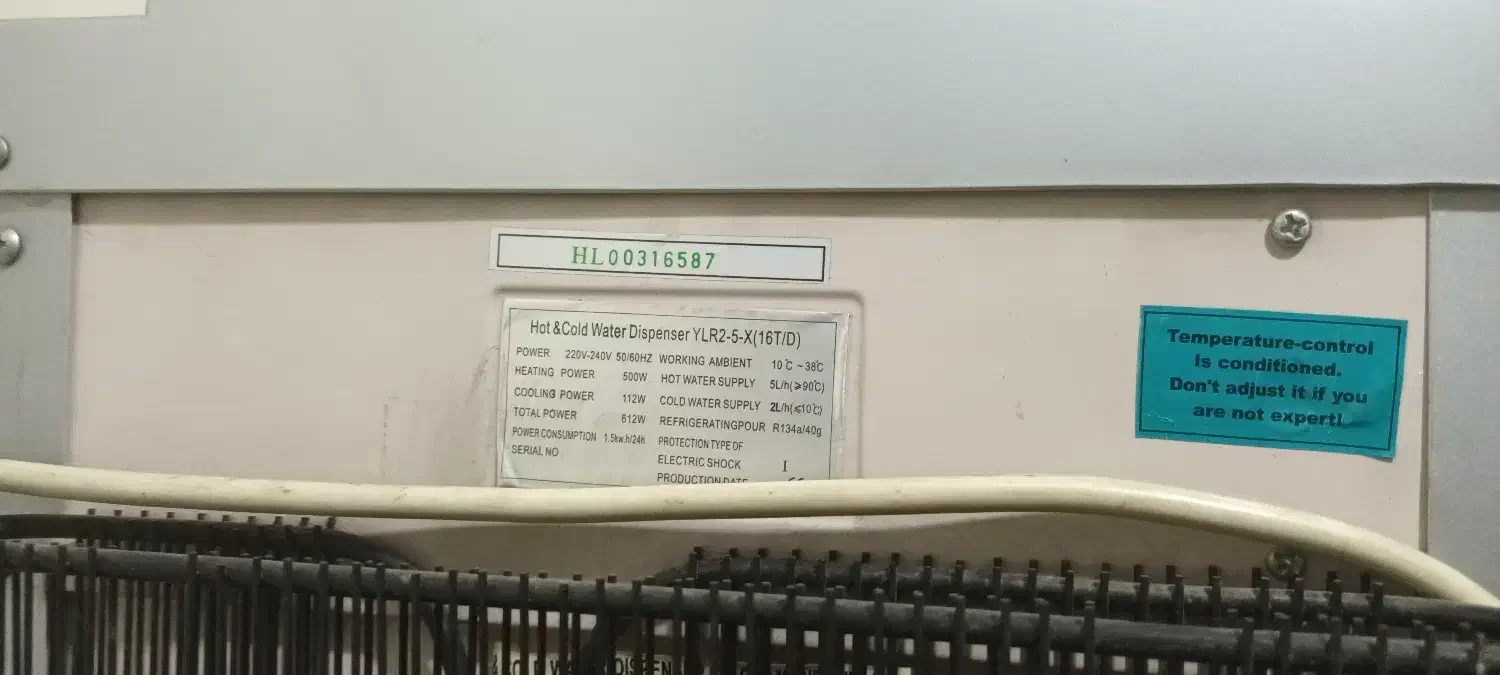 HL00316587
Hot &Cold Water Dispenser YLR2-5-X(16T/D)
POWER 220V-240V 50/60HZ WORKING AMBIENT 10℃ ~38℃
HEATING POWER 500W HOT WATER SUPPLY 5L/h(≥90℃)
COOLING POWER 112W COLD WATER SUPPLY 2L/h(≤10℃)
TOTAL POWER 612W REFRIGERATINGPOUR R134a/40g
POWER CONSUMPTION 1.5kw.h/24h PROTECTION TYPE OF
SERIAL NO. ELECTRIC SHOCK I
PRODUCTION DATE
Temperature-control
is conditioned.
Don't adjust it if you
are not expert!